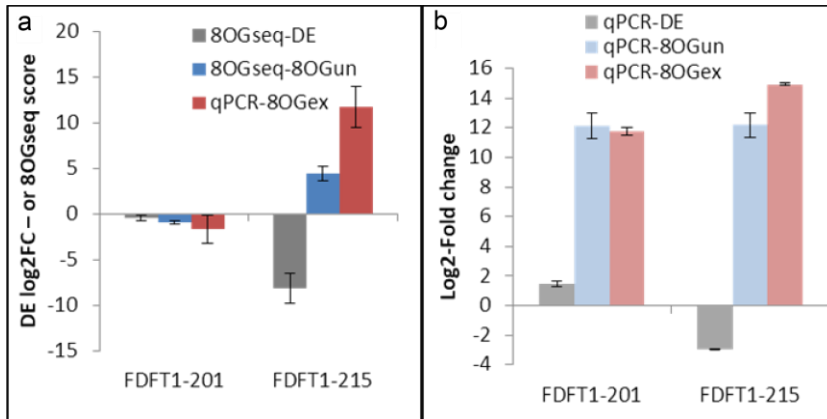 a
8OGseq-DE
8OGseq-8OGun
qPCR-8OGex
DE log2FC – or 8OGseq score
20
15
10
5
0
-5
-10
-15
FDFT1-201 FDFT1-215
b
qPCR-DE
qPCR-8OGun
qPCR-8OGex
Log2-Fold change
16
14
12
10
8
6
4
2
0
-2
-4
FDFT1-201 FDFT1-215